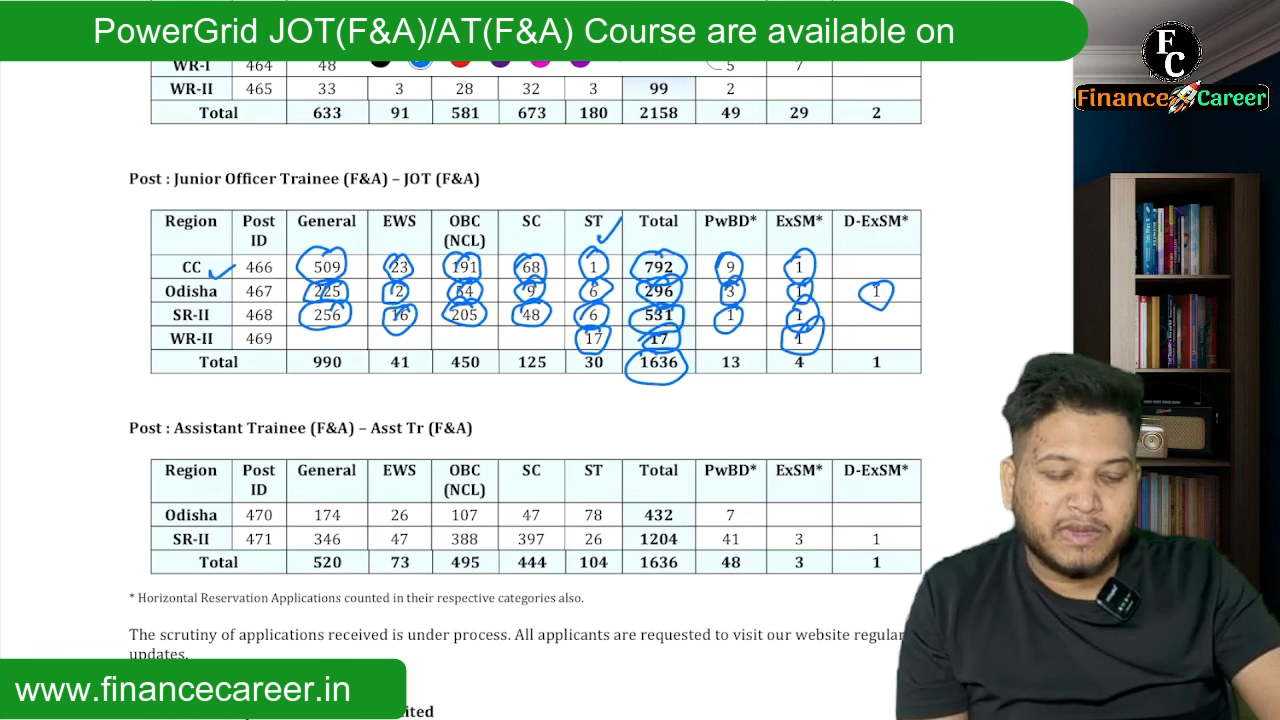 PowerGrid JOT(F&A)/AT(F&A) Course are available on
F
C
Finance Career
WR-I 464 48 5 7
WR-II 465 33 3 28 32 3 99 2
Total 633 91 581 673 180 2158 49 29 2
Post : Junior Officer Trainee (F&A) – JOT (F&A)
Region Post ID General EWS OBC (NCL) SC ST Total PwBD* ExSM* D-ExSM*
CC 466 509 23 191 68 1 792 9 1
Odisha 467 225 2 54 9 6 296 3 1 1
SR-II 468 256 16 205 48 6 531 1 1
WR-II 469 17 17 1
Total 990 41 450 125 30 1636 13 4 1
Post : Assistant Trainee (F&A) – Asst Tr (F&A)
Region Post ID General EWS OBC (NCL) SC ST Total PwBD* ExSM* D-ExSM*
Odisha 470 174 26 107 47 78 432 7
SR-II 471 346 47 388 397 26 1204 41 3 1
Total 520 73 495 444 104 1636 48 3 1
* Horizontal Reservation Applications counted in their respective categories also.
The scrutiny of applications received is under process. All applicants are requested to visit our website
updates.
www.financecareer.in